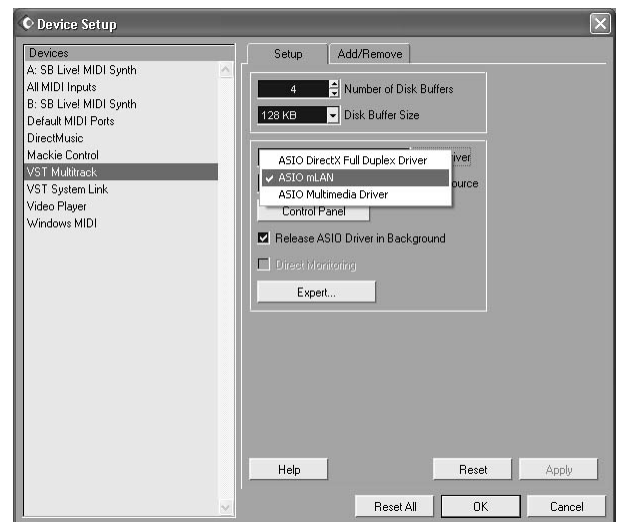 Device Setup
Devices
A: SB Live! MIDI Synth
All MIDI Inputs
B: SB Live! MIDI Synth
Default MIDI Ports
DirectMusic
Mackie Control
VST Multitrack
VST System Link
Video Player
Windows MIDI
Setup
Add/Remove
4 Number of Disk Buffers
128 KB Disk Buffer Size
ASIO DirectX Full Duplex Driver
ASIO mLAN
ASIO Multimedia Driver
Control Panel
Release ASIO Driver in Background
Direct Monitoring
Expert...
Help
Reset
Apply
Reset All
OK
Cancel